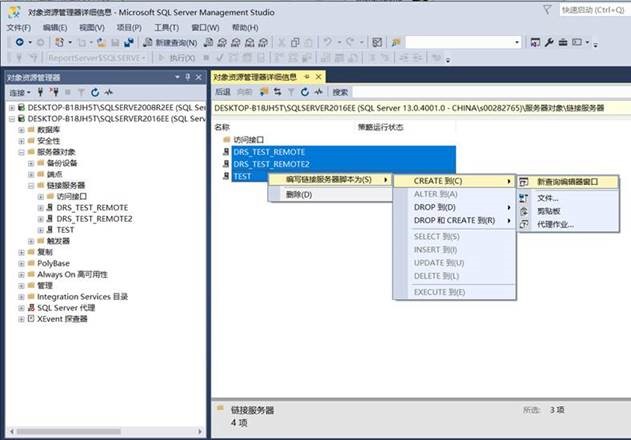 对象资源管理器详细信息 - Microsoft SQL Server Management Studio
快速启动 (Ctrl+Q)
文件(F) 编辑(E) 视图(V) 项目(P) 工具(T) 窗口(W) 帮助(H)
新建查询(N)
ReportServer$SQLSERVE
执行(X)
对象资源管理器
连接
DESKTOP-B18JH5T\SQLSERVE2008R2EE (SQL Se
DESKTOP-B18JH5T\SQLSERVER2016EE (SQL Ser
数据库
安全性
服务器对象
备份设备
端点
链接服务器
访问接口
DRS_TEST_REMOTE
DRS_TEST_REMOTE2
TEST
触发器
复制
PolyBase
Always On 高可用性
管理
Integration Services 目录
SQL Server 代理
XEvent 探查器
对象资源管理器详细信息
后退 向前 搜索
DESKTOP-B18JH5T\SQLSERVER2016EE (SQL Server 13.0.4001.0 - CHINA\s00282765)\服务器对象\链接服务器
名称 策略运行状态
访问接口
DRS_TEST_REMOTE
DRS_TEST_REMOTE2
TEST
编写链接服务器脚本为(S)
删除(D)
CREATE 到(C)
ALTER 到(A)
DROP 到(D)
DROP 和 CREATE 到(R)
SELECT 到(S)
INSERT 到(I)
UPDATE 到(U)
DELETE 到(L)
EXECUTE 到(E)
新查询编辑器窗口
文件...
剪贴板
代理作业...
链接服务器
4 项
所选: 3 项